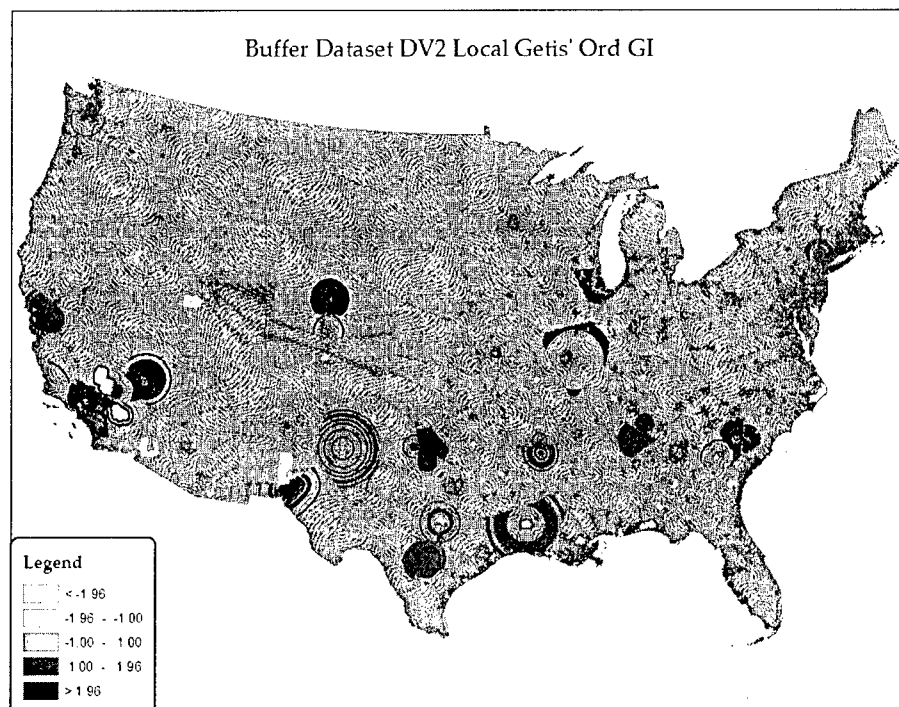 Buffer Dataset DV2 Local Getis' Ord GI
Legend
< -1 96
-1 96 - -1 00
-1 00 - 1 00
1 00 - 1 96
> 1 96